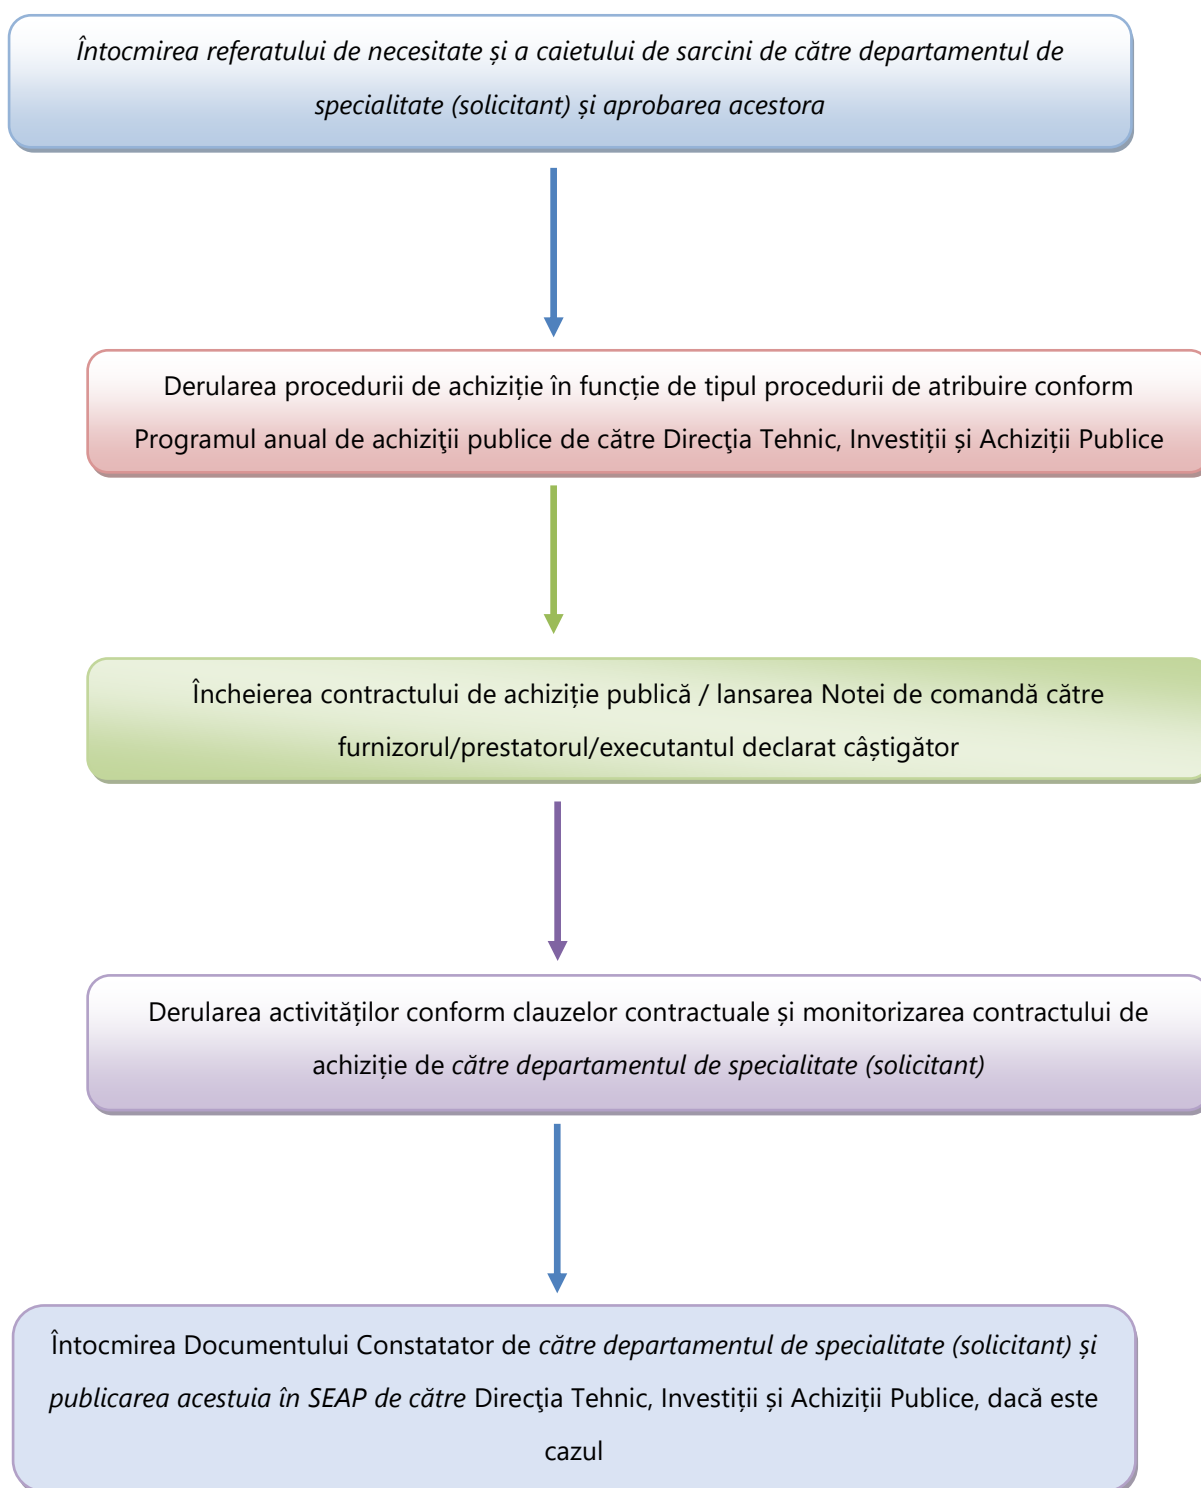 Întocmirea referatului de necesitate și a caietului de sarcini de către departamentul de
specialitate (solicitant) și aprobarea acestora
Derularea procedurii de achiziție în funcție de tipul procedurii de atribuire conform
Programul anual de achiziţii publice de către Direcţia Tehnic, Investiții și Achiziții Publice
Încheierea contractului de achiziție publică / lansarea Notei de comandă către
furnizorul/prestatorul/executantul declarat câștigător
Derularea activităților conform clauzelor contractuale și monitorizarea contractului de
achiziție de către departamentul de specialitate (solicitant)
Întocmirea Documentului Constatator de către departamentul de specialitate (solicitant) și
publicarea acestuia în SEAP de către Direcţia Tehnic, Investiții și Achiziții Publice, dacă este
cazul